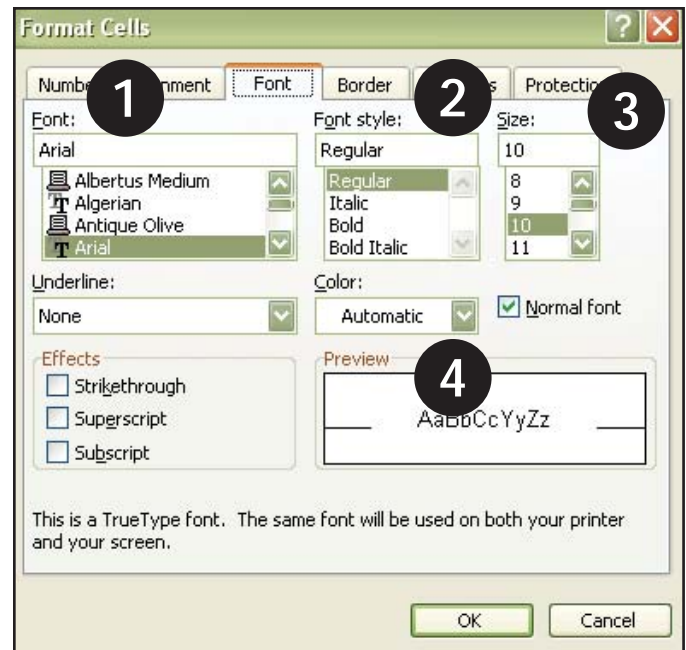 Format Cells
Font Border Protection
1 2 3
Font: Font style: Size:
Arial Regular 10
Albertus Medium Regular 8
Algerian Italic 9
Antique Olive Bold 10
Arial Bold Italic 11
Underline: Color:
None Automatic Normal font
Effects Preview
Strikethrough 4
Superscript AaBbCcYyZz
Subscript
This is a TrueType font. The same font will be used on both your printer
and your screen.
OK Cancel